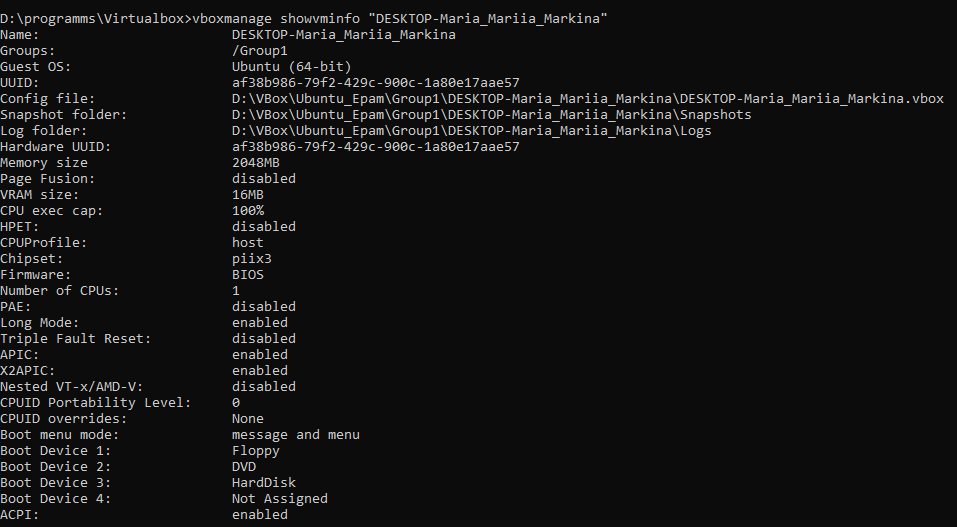 D:\programms\Virtualbox>vboxmanage showvminfo "DESKTOP-Maria_Mariia_Markina"
Name: DESKTOP-Maria_Mariia_Markina
Groups: /Group1
Guest OS: Ubuntu (64-bit)
UUID: af38b986-79f2-429c-900c-1a80e17aae57
Config file: D:\VBox\Ubuntu_Epam\Group1\DESKTOP-Maria_Mariia_Markina\DESKTOP-Maria_Mariia_Markina.vbox
Snapshot folder: D:\VBox\Ubuntu_Epam\Group1\DESKTOP-Maria_Mariia_Markina\Snapshots
Log folder: D:\VBox\Ubuntu_Epam\Group1\DESKTOP-Maria_Mariia_Markina\Logs
Hardware UUID: af38b986-79f2-429c-900c-1a80e17aae57
Memory size 2048MB
Page Fusion: disabled
VRAM size: 16MB
CPU exec cap: 100%
HPET: disabled
CPUProfile: host
Chipset: piix3
Firmware: BIOS
Number of CPUs: 1
PAE: disabled
Long Mode: enabled
Triple Fault Reset: disabled
APIC: enabled
X2APIC: enabled
Nested VT-x/AMD-V: disabled
CPUID Portability Level: 0
CPUID overrides: None
Boot menu mode: message and menu
Boot Device 1: Floppy
Boot Device 2: DVD
Boot Device 3: HardDisk
Boot Device 4: Not Assigned
ACPI: enabled